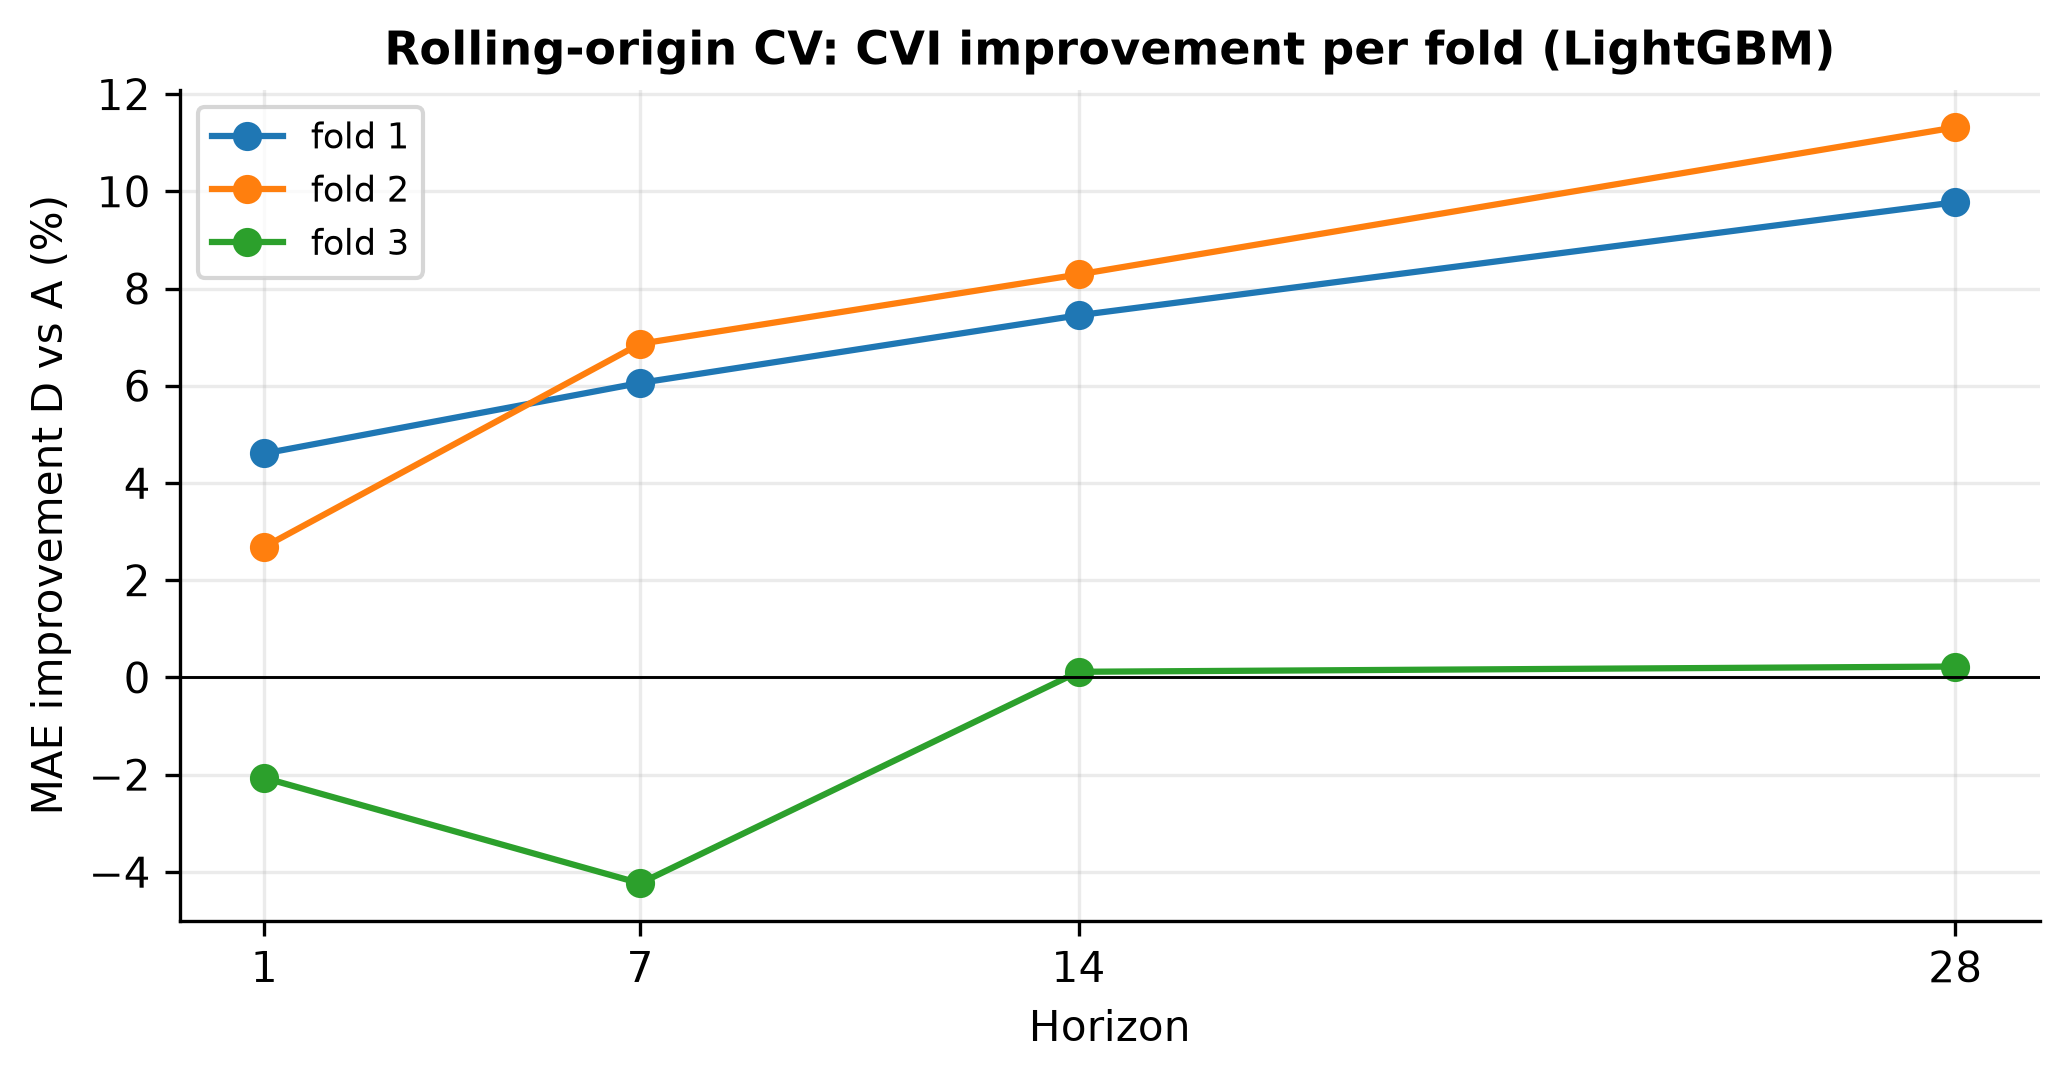 Rolling-origin CV: CVI improvement per fold (LightGBM)
MAE improvement D vs A (%)
12
10
8
6
4
2
0
−2
−4
fold 1
fold 2
fold 3
1 7 14 28
Horizon